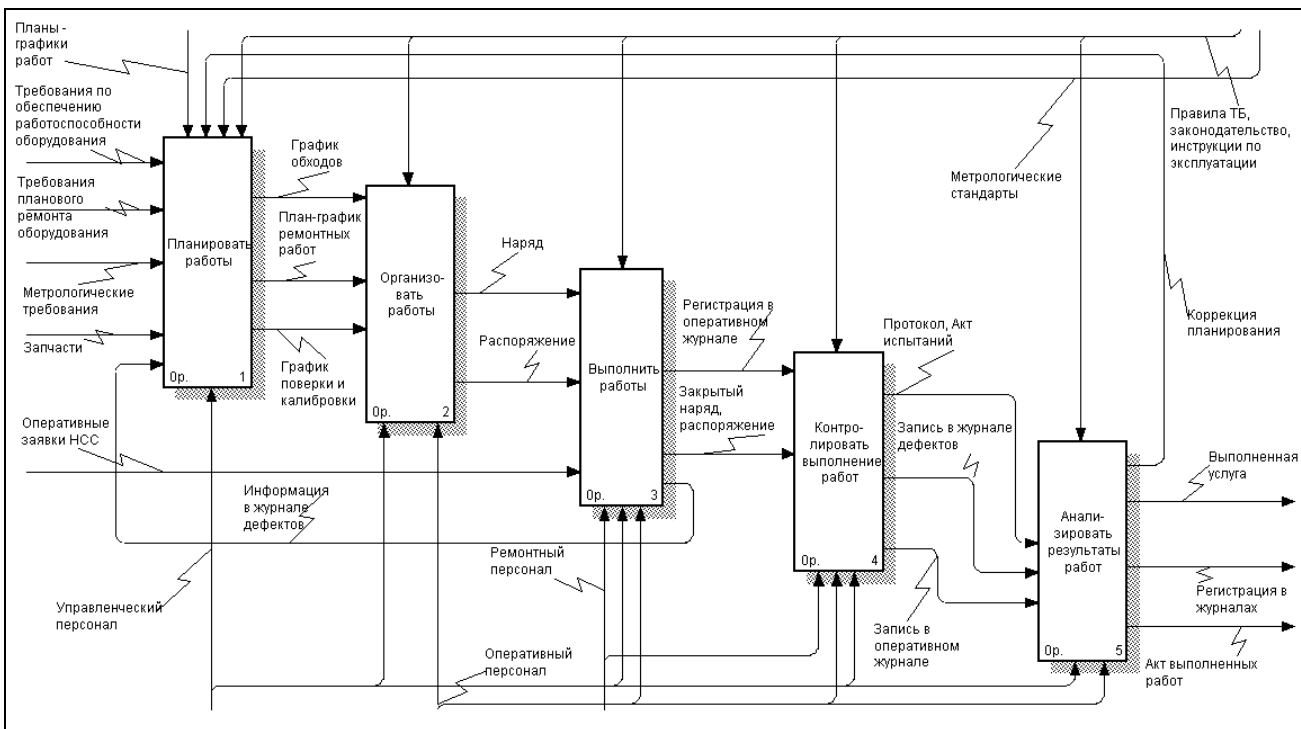 Планы -
графики
работ
Требования по
обеспечению
работоспособности
оборудования
Требования
планового
ремонта
оборудования
Метрологические
требования
Запчасти
Оперативные
заявки НСС
Планировать
работы
0р.
1
График
обходов
План-график
ремонтных
работ
График
поверки и
калибровки
Информация
в журнале
дефектов
Управленческий
персонал
Организо-
вать
работы
0р.
2
Наряд
Распоряжение
Ремонтный
персонал
Оперативный
персонал
Выполнить
работы
0р.
3
Регистрация в
оперативном
журнале
Закрытый
наряд,
распоряжение
Контро-
лировать
выполнение
работ
0р.
4
Протокол, Акт
испытаний
Запись в журнале
дефектов
Запись в
оперативном
журнале
Метрологические
стандарты
Анали-
зировать
результаты
работ
0р.
5
Правила ТБ,
законодательство,
инструкции по
эксплуатации
Коррекция
планирования
Выполненная
услуга
Регистрация в
журналах
Акт выполненных
работ